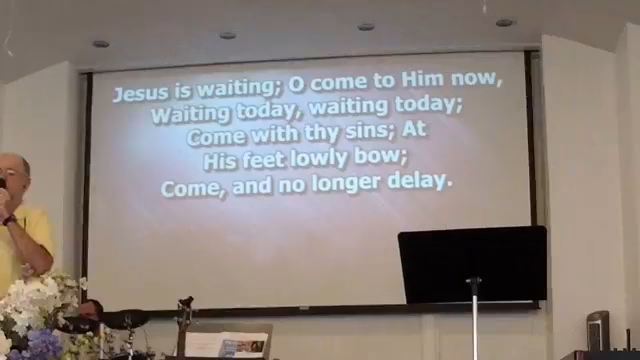 Jesus is waiting; O come to Him now,
Waiting today, waiting today;
Come with thy sins; At
His feet lowly bow;
Come, and no longer delay.